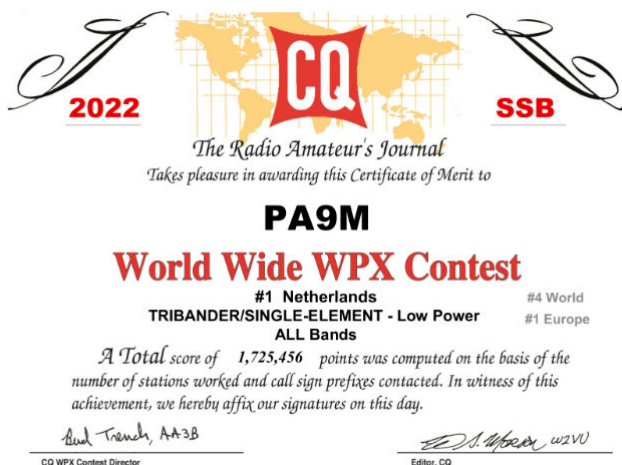 CQ
2022
SSB
The Radio Amateur's Journal
Takes pleasure in awarding this Certificate of Merit to
PA9M
World Wide WPX Contest
#1 Netherlands
#4 World
TRIBANDER/SINGLE-ELEMENT - Low Power
#1 Europe
ALL Bands
A Total score of 1,725,456 points was computed on the basis of the
number of stations worked and call sign prefixes contacted. In witness of this
achievement, we hereby affix our signatures on this day.
Bud Trench, AA3B
W2VU
CQ WPX Contest Director
Editor, CQ